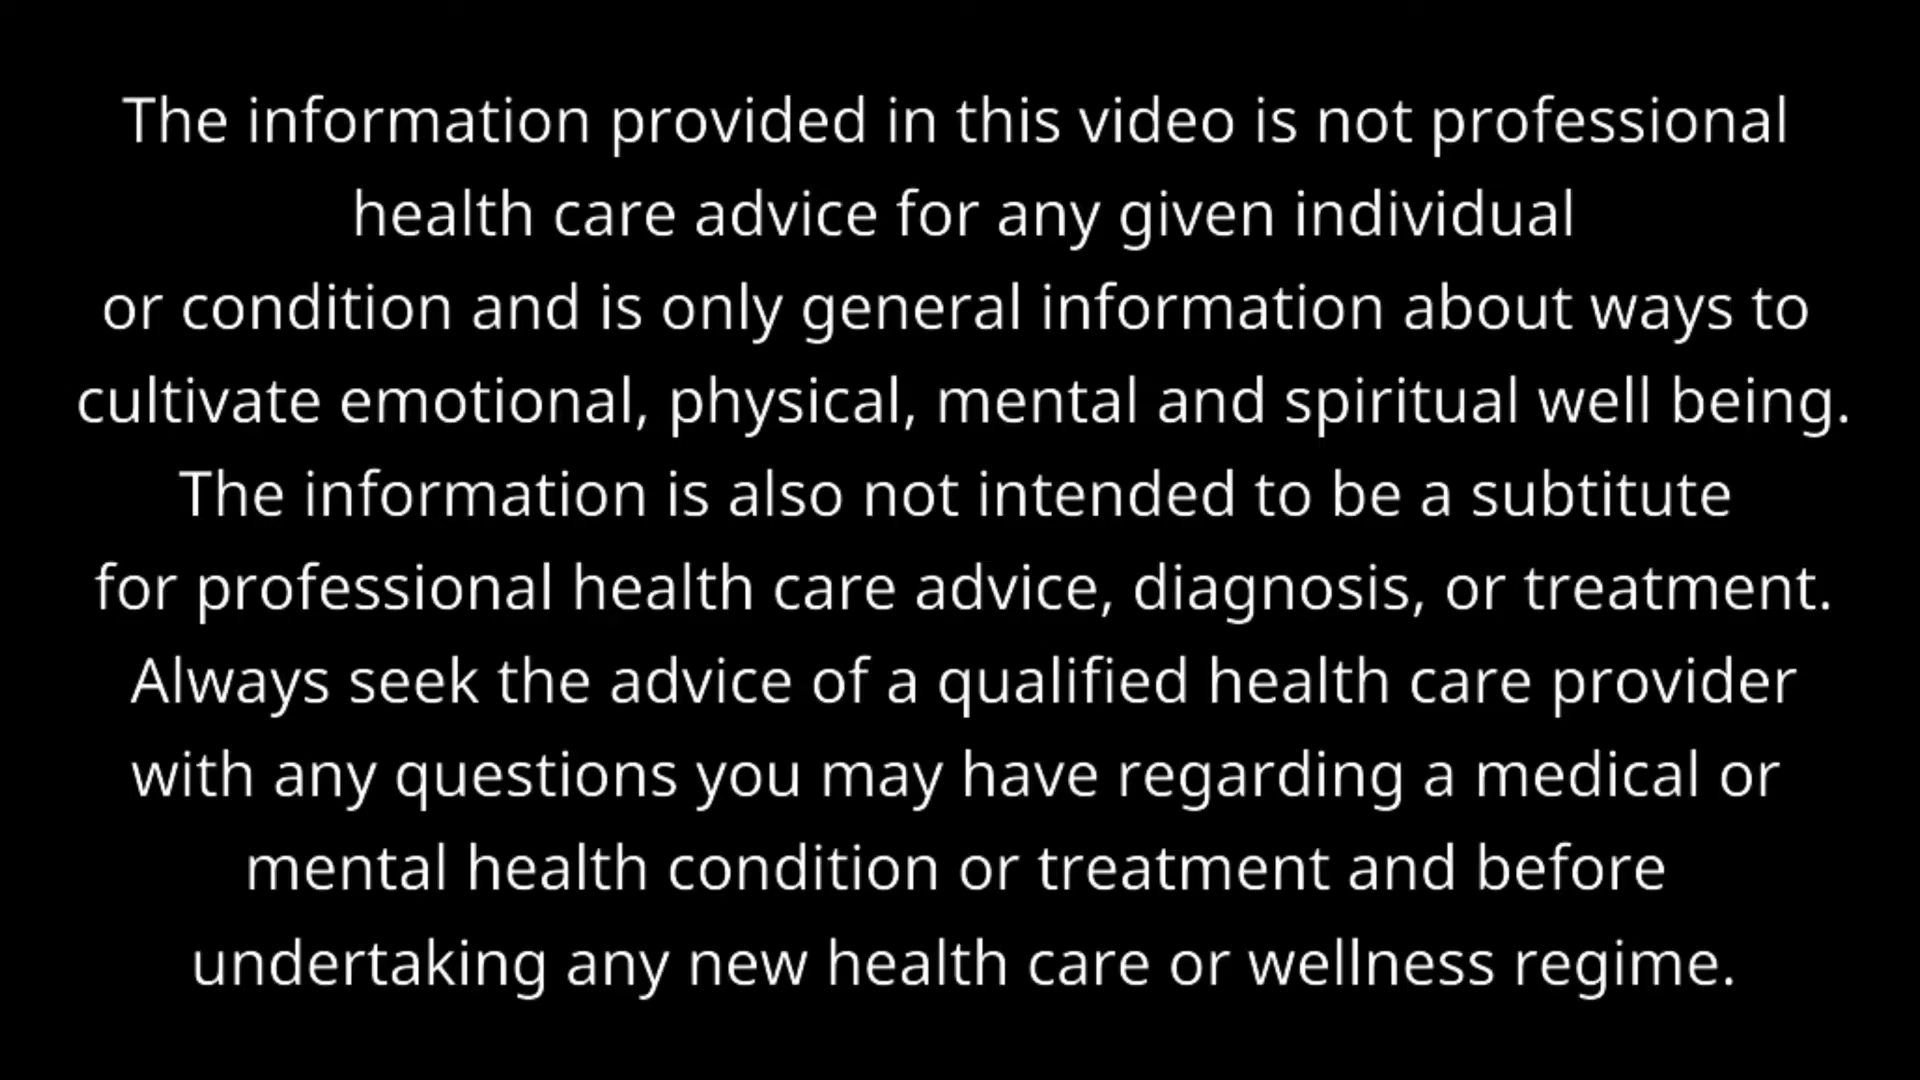 The information provided in this video is not professional
health care advice for any given individual
or condition and is only general information about ways to
cultivate emotional, physical, mental and spiritual well being.
The information is also not intended to be a subtitute
for professional health care advice, diagnosis, or treatment.
Always seek the advice of a qualified health care provider
with any questions you may have regarding a medical or
mental health condition or treatment and before
undertaking any new health care or wellness regime.